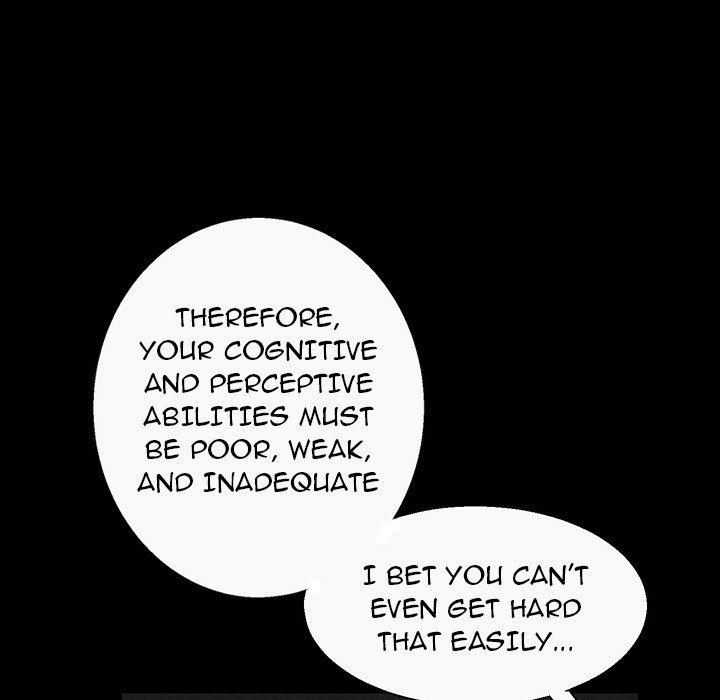 THEREFORE,
YOUR COGNITIVE
AND PERCEPTIVE
ABILITIES MUST
BE POOR, WEAK,
AND INADEQUATE
I BET YOU CAN'T
EVEN GET HARD
THAT EASILY...